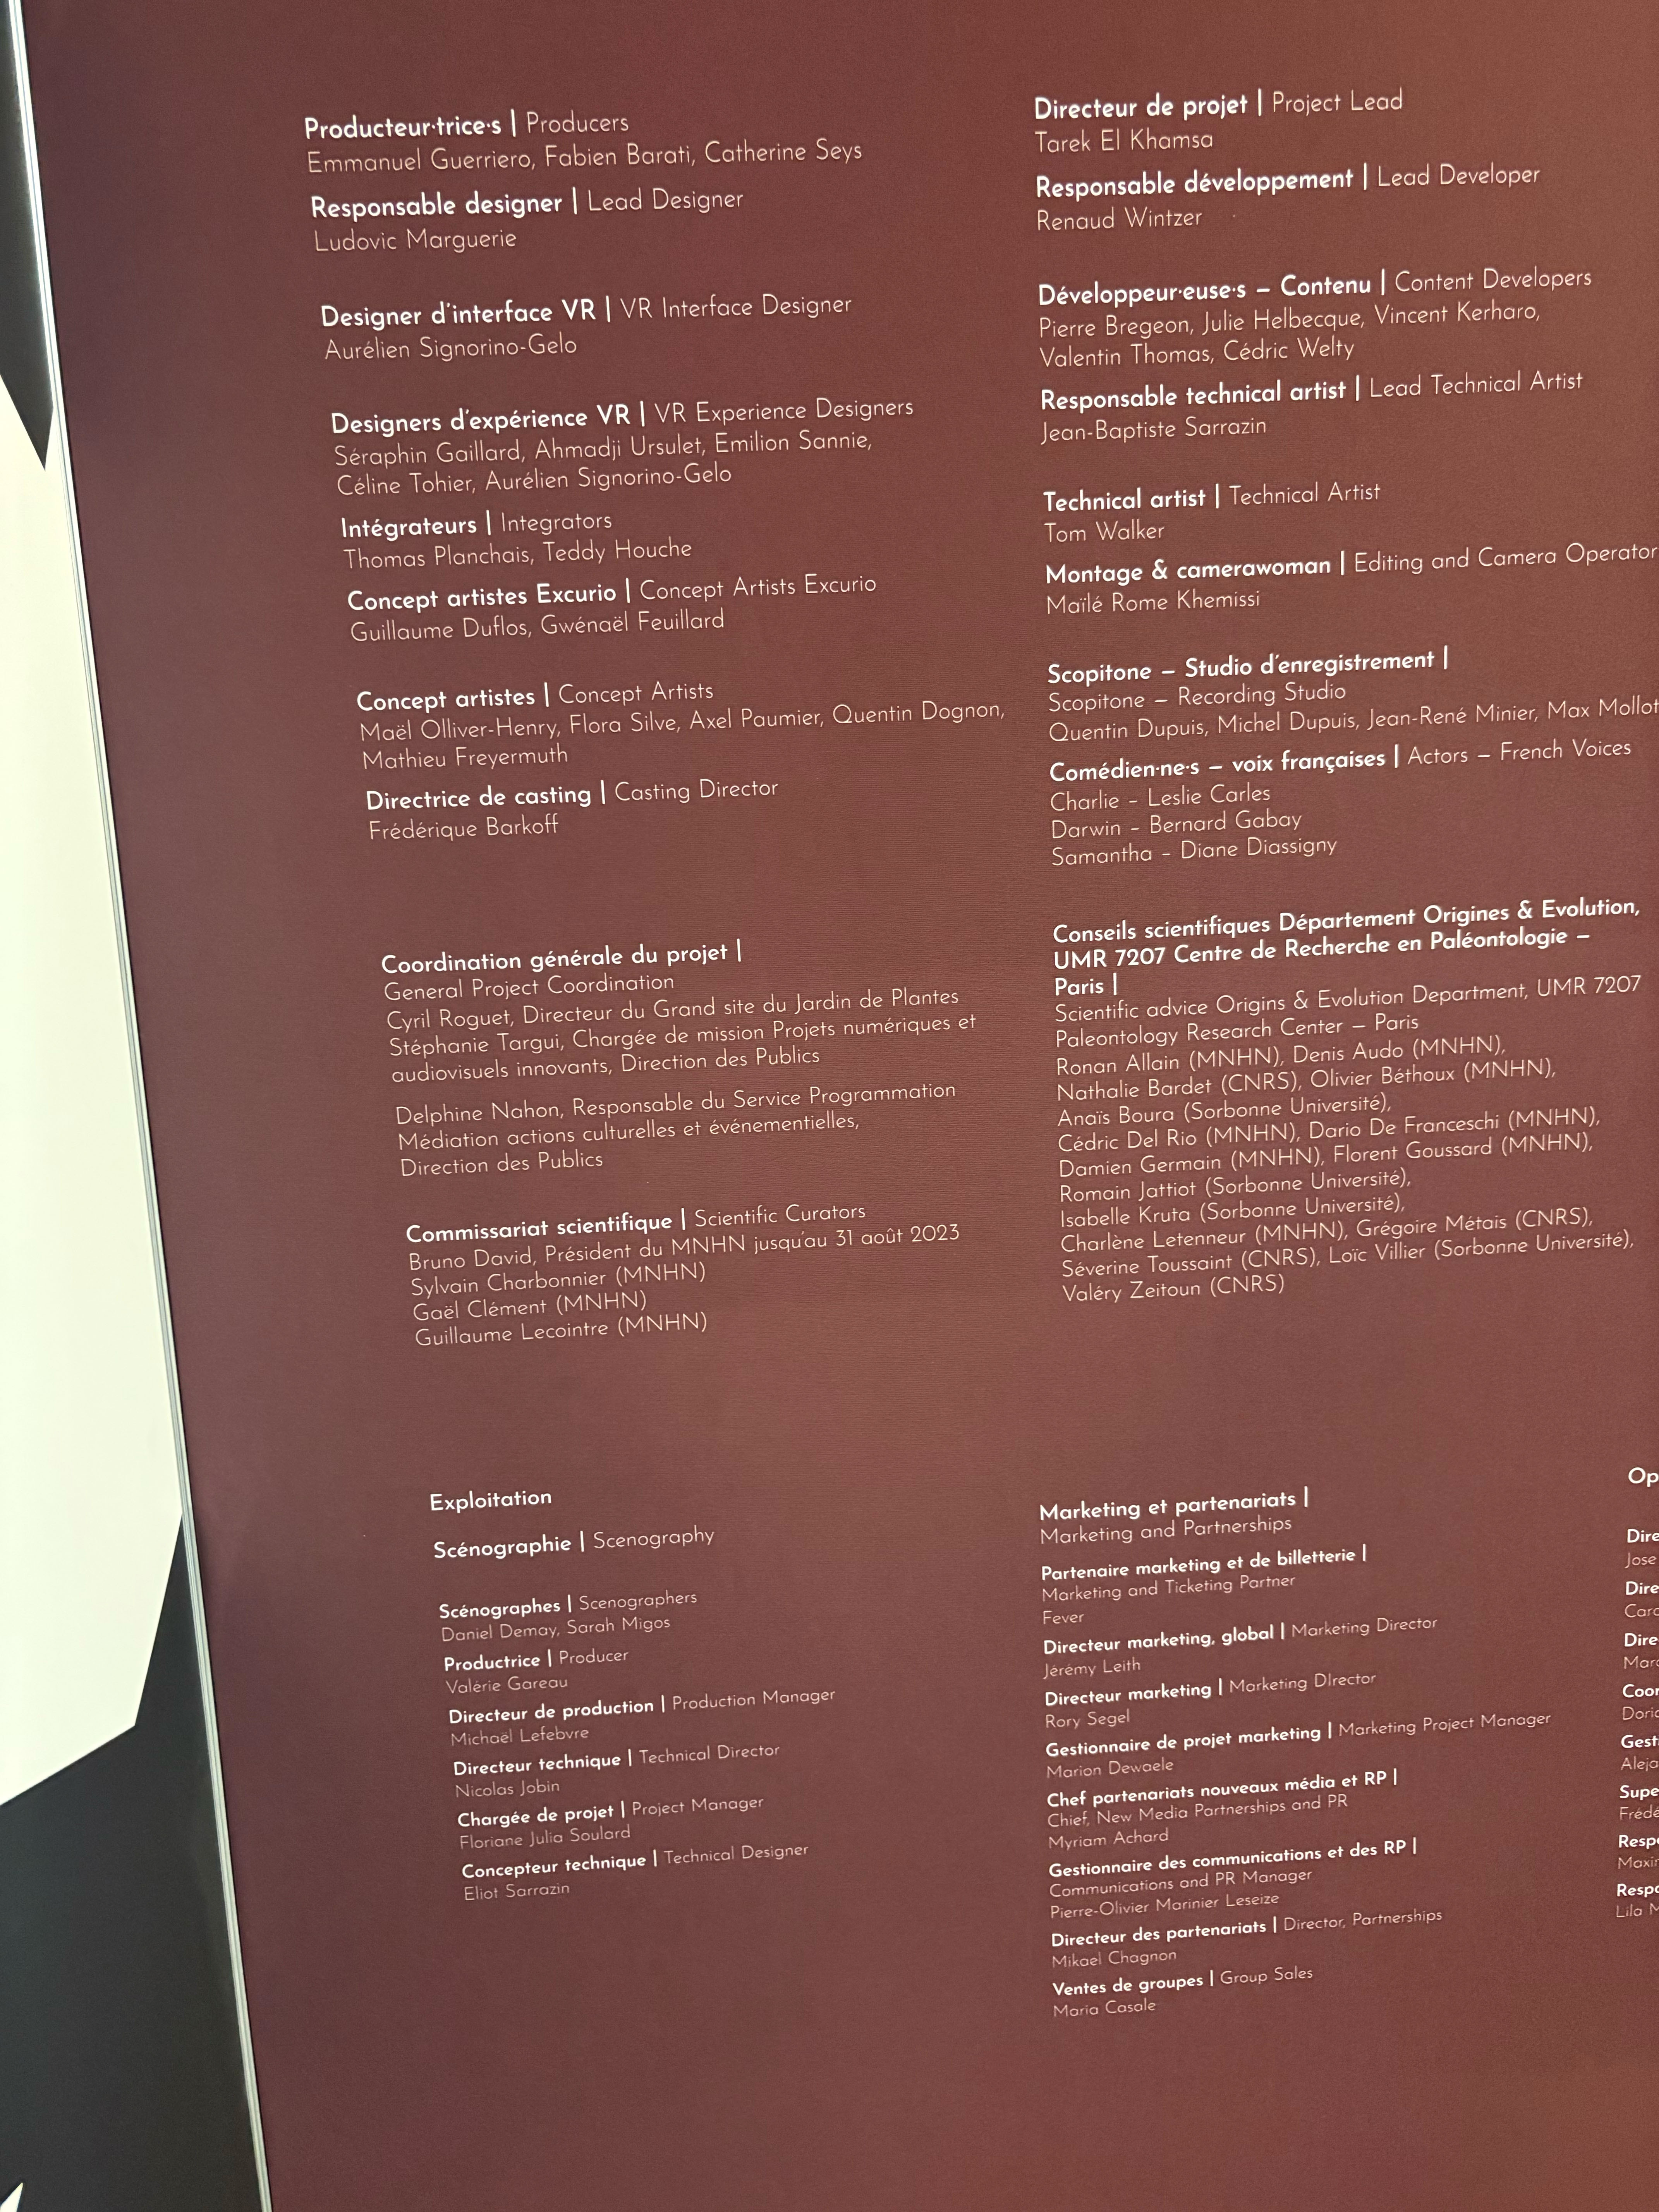 Producteur·trice·s | Producers
Emmanuel Guerriero, Fabien Barati, Catherine Seys
Responsable designer | Lead Designer
Ludovic Marguerie
Designer d'interface VR | VR Interface Designer
Aurélien Signorino-Gelo
Designers d'expérience VR | VR Experience Designers
Séraphin Gaillard, Ahmadji Ursulet, Emilion Sannie,
Céline Tohier, Aurélien Signorino-Gelo
Intégrateurs | Integrators
Thomas Planchais, Teddy Houche
Concept artistes Excurio | Concept Artists Excurio
Guillaume Duflos, Gwénaël Feuillard
Concept artistes | Concept Artists
Maël Olliver-Henry, Flora Silve, Axel Paumier, Quentin Dognon,
Mathieu Freyermuth
Directrice de casting | Casting Director
Frédérique Barkoff
Directeur de projet | Project Lead
Tarek El Khamsa
Responsable développement | Lead Developer
Renaud Wintzer
Développeur·euse·s – Contenu | Content Developers
Pierre Bregeon, Julie Helbecque, Vincent Kerharo,
Valentin Thomas, Cédric Welty
Responsable technical artist | Lead Technical Artist
Jean-Baptiste Sarrazin
Technical artist | Technical Artist
Tom Walker
Montage & camerawoman | Editing and Camera Operator
Maïlé Rome Khemissi
Scopitone – Studio d'enregistrement |
Scopitone – Recording Studio
Quentin Dupuis, Michel Dupuis, Jean-René Minier, Max Mollot
Comédien·ne·s – voix françaises | Actors – French Voices
Charlie - Leslie Carles
Darwin - Bernard Gabay
Samantha - Diane Diassigny
Coordination générale du projet |
General Project Coordination
Cyril Roguet, Directeur du Grand site du Jardin de Plantes
Stéphanie Targui, Chargée de mission Projets numériques et
audiovisuels innovants, Direction des Publics
Delphine Nahon, Responsable du Service Programmation
Médiation actions culturelles et événementielles,
Direction des Publics
Commissariat scientifique | Scientific Curators
Bruno David, Président du MNHN jusqu'au 31 août 2023
Sylvain Charbonnier (MNHN)
Gaël Clément (MNHN)
Guillaume Lecointre (MNHN)
Conseils scientifiques Département Origines & Evolution,
UMR 7207 Centre de Recherche en Paléontologie –
Paris |
Scientific advice Origins & Evolution Department, UMR 7207
Paleontology Research Center – Paris
Ronan Allain (MNHN), Denis Audo (MNHN),
Nathalie Bardet (CNRS), Olivier Béthoux (MNHN),
Anaïs Boura (Sorbonne Université),
Cédric Del Rio (MNHN), Dario De Franceschi (MNHN),
Damien Germain (MNHN), Florent Goussard (MNHN),
Romain Jattiot (Sorbonne Université),
Isabelle Kruta (Sorbonne Université),
Charlène Letenneur (MNHN), Grégoire Métais (CNRS),
Séverine Toussaint (CNRS), Loïc Villier (Sorbonne Université),
Valéry Zeitoun (CNRS)
Exploitation
Scénographie | Scenography
Scénographes | Scenographers
Daniel Demay, Sarah Migos
Productrice | Producer
Valérie Gareau
Directeur de production | Production Manager
Michaël Lefebvre
Directeur technique | Technical Director
Nicolas Jobin
Chargée de projet | Project Manager
Floriane Julia Soulard
Concepteur technique | Technical Designer
Eliot Sarrazin
Marketing et partenariats |
Marketing and Partnerships
Partenaire marketing et de billetterie |
Marketing and Ticketing Partner
Fever
Directeur marketing, global | Marketing Director
Jérémy Leith
Directeur marketing | Marketing DIrector
Rory Segel
Gestionnaire de projet marketing | Marketing Project Manager
Marion Dewaele
Chef partenariats nouveaux média et RP |
Chief, New Media Partnerships and PR
Myriam Achard
Gestionnaire des communications et des RP |
Communications and PR Manager
Pierre-Olivier Marinier Leseize
Directeur des partenariats | Director, Partnerships
Mikael Chagnon
Ventes de groupes | Group Sales
Maria Casale
Op
Dire
Jose
Dire
Caro
Dire
Marc
Coor
Doric
Gest
Aleja
Supe
Frédé
Respo
Maxin
Respo
Lila M